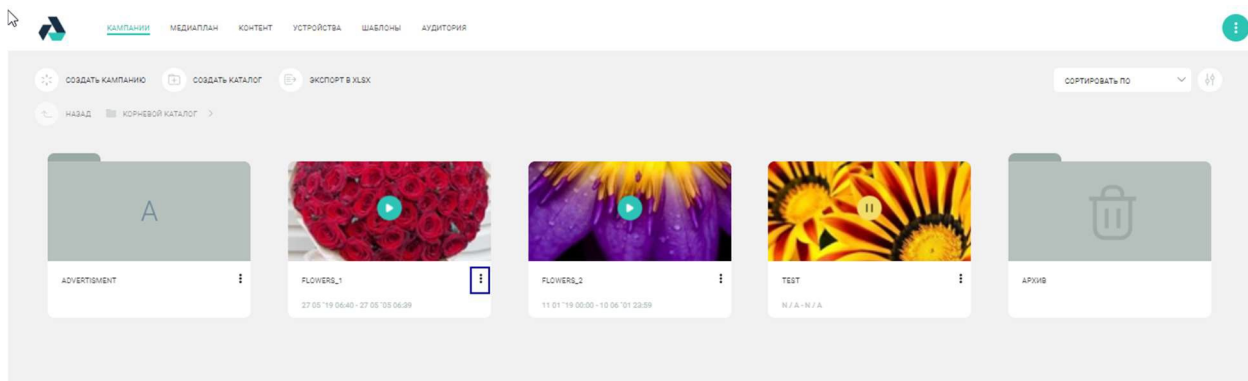 КАМПАНИИ МЕДИАПЛАН КОНТЕНТ УСТРОЙСТВА ШАБЛОНЫ АУДИТОРИЯ
СОЗДАТЬ КАМПАНИЮ СОЗДАТЬ КАТАЛОГ ЭКСПОРТ В XLSX СОРТИРОВАТЬ ПО
НАЗАД КОРНЕВОЙ КАТАЛОГ >
A
ADVERTISMENT FLOWERS_1 FLOWERS_2 TEST АРХИВ
27 05 '19 06:40 - 27 05 '05 06:39 11 01 '19 00:00 - 10 06 '01 23:59 N / A - N / A